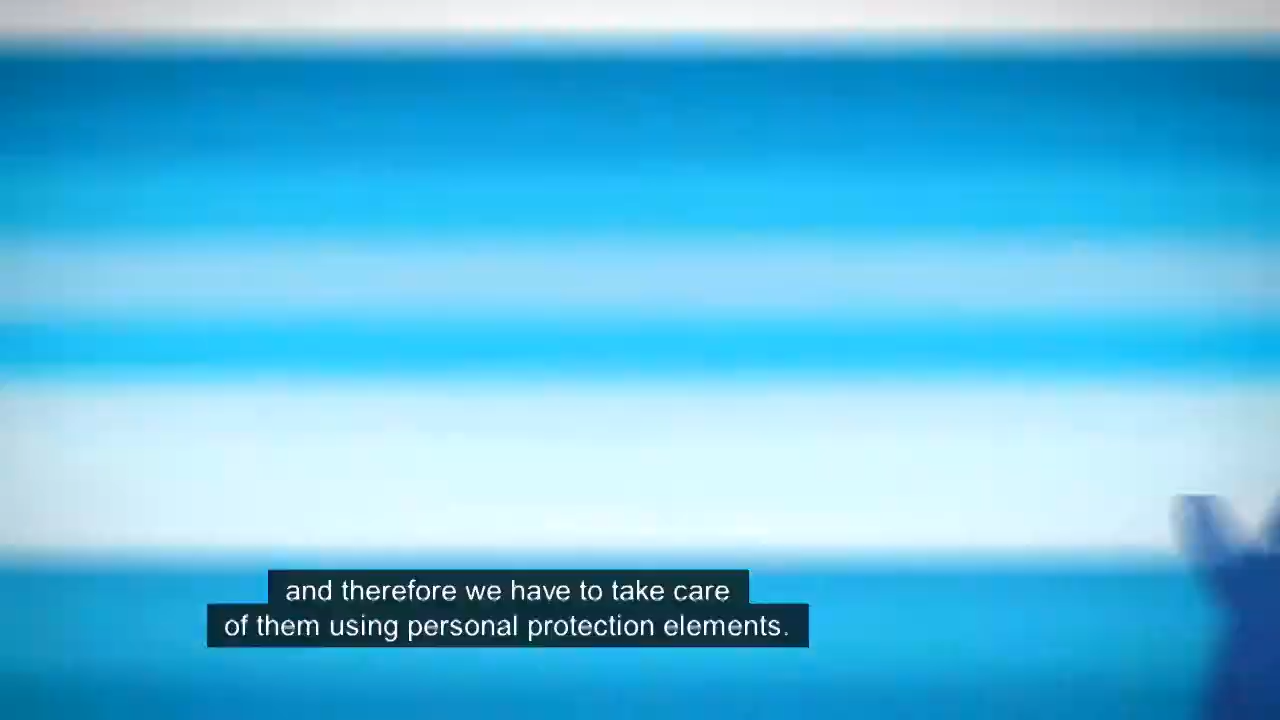 and therefore we have to take care
of them using personal protection elements.